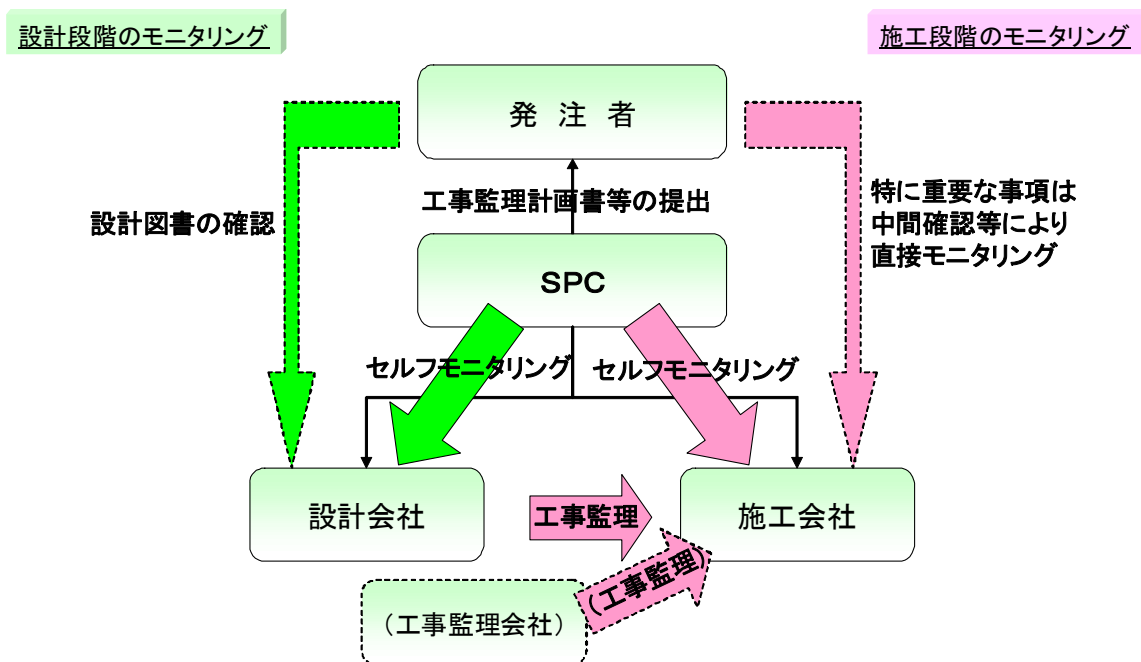 設計段階のモニタリング
施工段階のモニタリング
発 注 者
工事監理計画書等の提出
設計図書の確認
特に重要な事項は
中間確認等により
直接モニタリング
SPC
セルフモニタリング
セルフモニタリング
設計会社
工事監理
施工会社
(工事監理)
(工事監理会社)